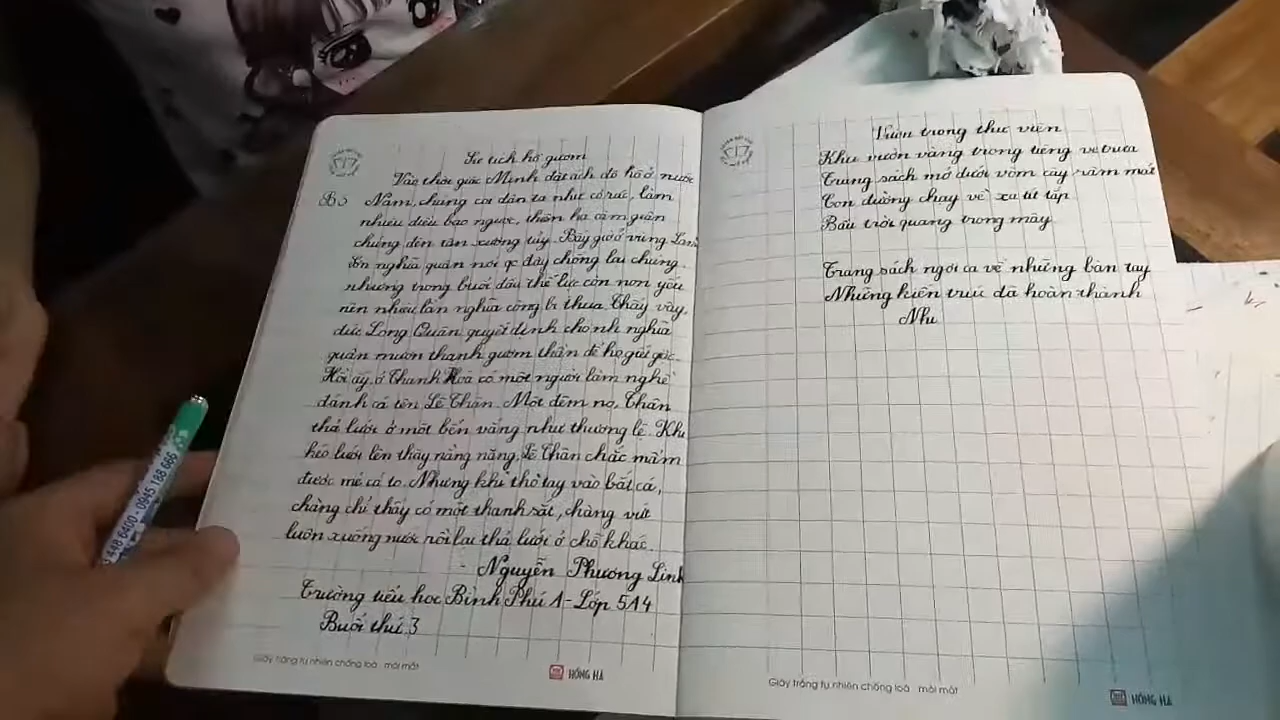 Sự tích hồ gươm
Vào thời giặc Minh đặt ách đô hộ ở nước
B3 Nam, chúng coi dân ta như cỏ rác, làm
nhiều điều bạo ngược, thiên hạ căm giận
chúng đến tận xương tủy. Bấy giờ ở vùng Lam
Sơn nghĩa quân nổi dậy chống lại chúng
nhưng trong buổi đầu thế lực còn non yếu
nên nhiều lần nghĩa công bị thua. Thấy vậy,
đức Long Quân quyết định cho nghĩa
quân mượn thanh gươm thần để họ giết giặc.
Hồi ấy, ở Thanh Hoá có một người làm nghề
đánh cá tên Lê Thận. Một đêm nọ, Thận
thả lưới ở một bến vắng như thường lệ. Khi
kéo lưới lên thấy nằng nặng, Lê Thận chắc mẩm
được mẻ cá to. Nhưng khi thò tay vào bắt cá,
chàng chỉ thấy có một thanh sắt, chàng vứt
luôn xuống nước rồi lại thả lưới ở chỗ khác.
Nguyễn Phương Linh
Trường tiểu học Bình Phú A - Lớp 5A4
Buổi thứ 3
Giấy trắng tự nhiên chống loá mỏi mắt
HỒNG HÀ
Vườn trong thư viện
Khu vườn vàng trong tiếng ve trưa
Trang sách mở dưới vòm cây râm mát
Con đường chạy về xa tít tắp
Bầu trời quang trong mây
Trang sách ngợi ca về những bàn tay
Những kiến trúc đã hoàn thành
Như
Giấy trắng tự nhiên chống loá mỏi mắt
HỒNG HÀ
448 6400 - 0945 188 666